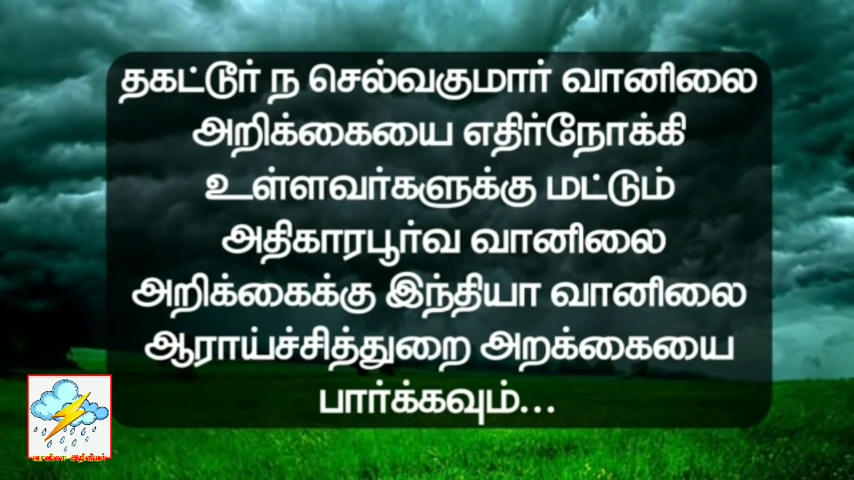 தகட்டூர் ந செல்வகுமார் வானிலை
அறிக்கையை எதிர்நோக்கி
உள்ளவர்களுக்கு மட்டும்
அதிகாரபூர்வ வானிலை
அறிக்கைக்கு இந்தியா வானிலை
ஆராய்ச்சித்துறை அறக்கையை
பார்க்கவும்...